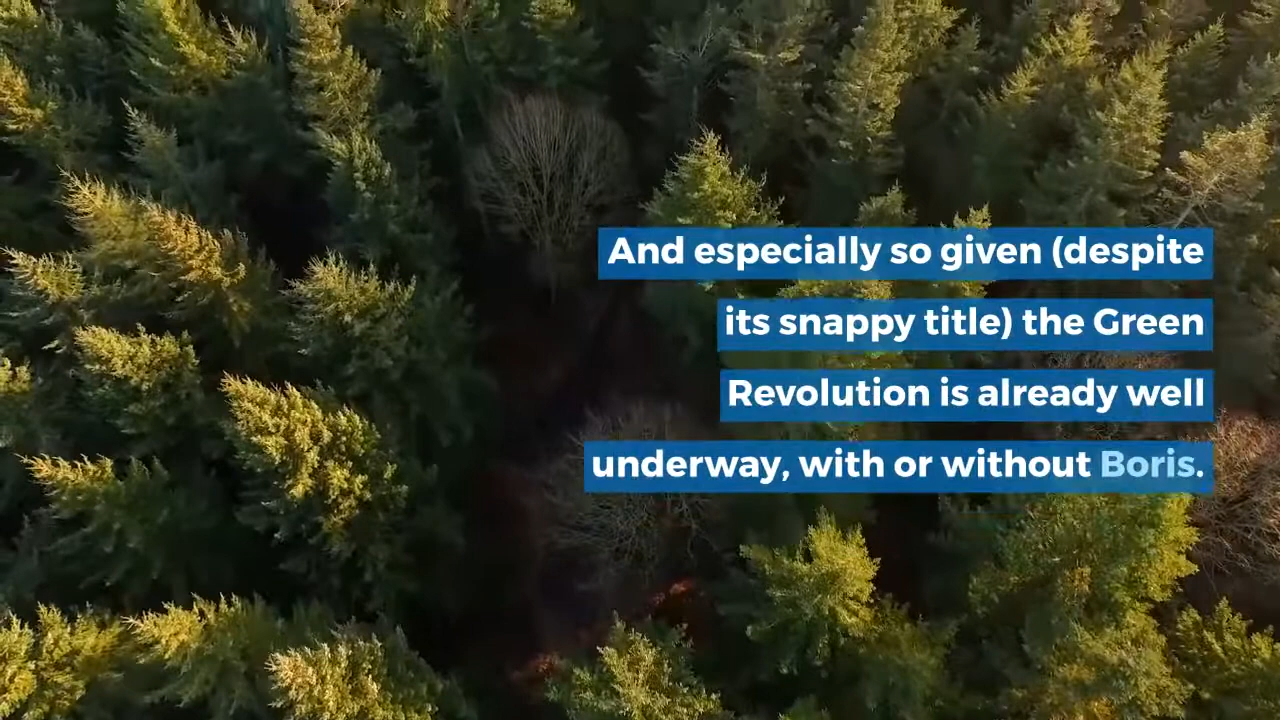 And especially so given (despite
its snappy title) the Green
Revolution is already well
underway, with or without Boris.